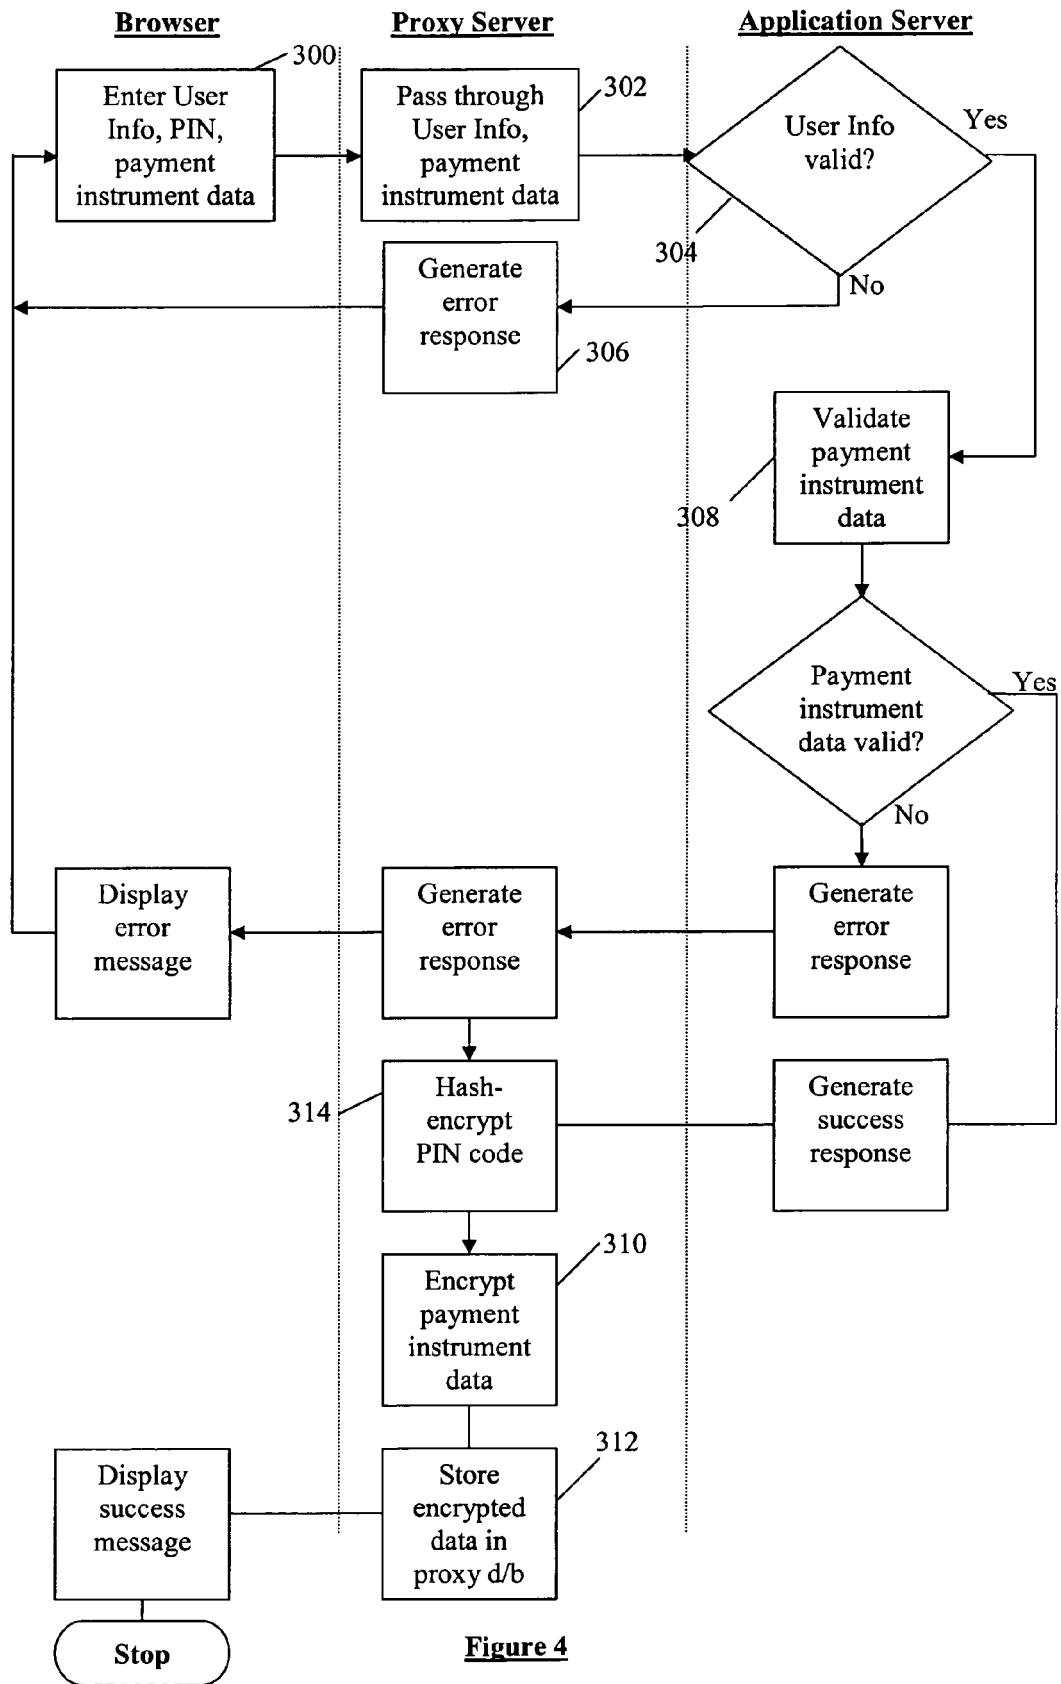 Browser
Proxy Server
Application Server
300
Enter User
Info, PIN,
payment
instrument data
302
Pass through
User Info,
payment
instrument data
User Info
valid?
Yes
304
No
Generate
error
response
306
Validate
payment
instrument
data
308
Payment
instrument
data valid?
Yes
No
Display
error
message
Generate
error
response
Generate
error
response
314
Hash-
encrypt
PIN code
Generate
success
response
310
Encrypt
payment
instrument
data
312
Display
success
message
Store
encrypted
data in
proxy d/b
Stop
Figure 4